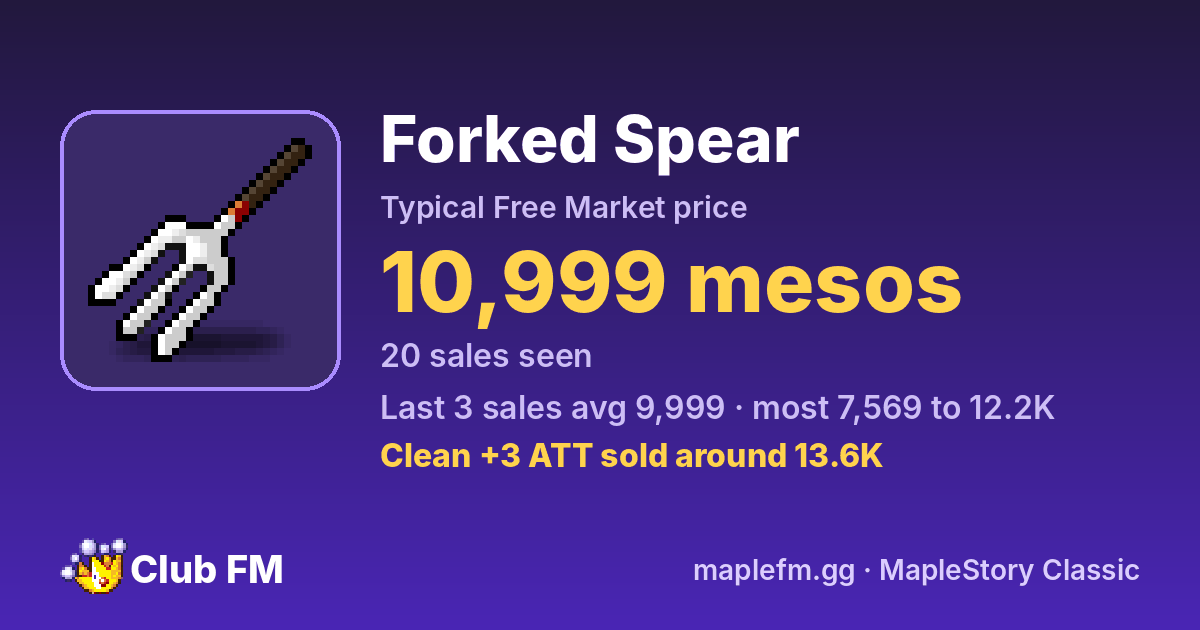 Forked Spear
Typical Free Market price
10,999 mesos
20 sales seen
Last 3 sales avg 9,999 · most 7,569 to 12.2K
Clean +3 ATT sold around 13.6K
Club FM
maplefm.gg · MapleStory Classic